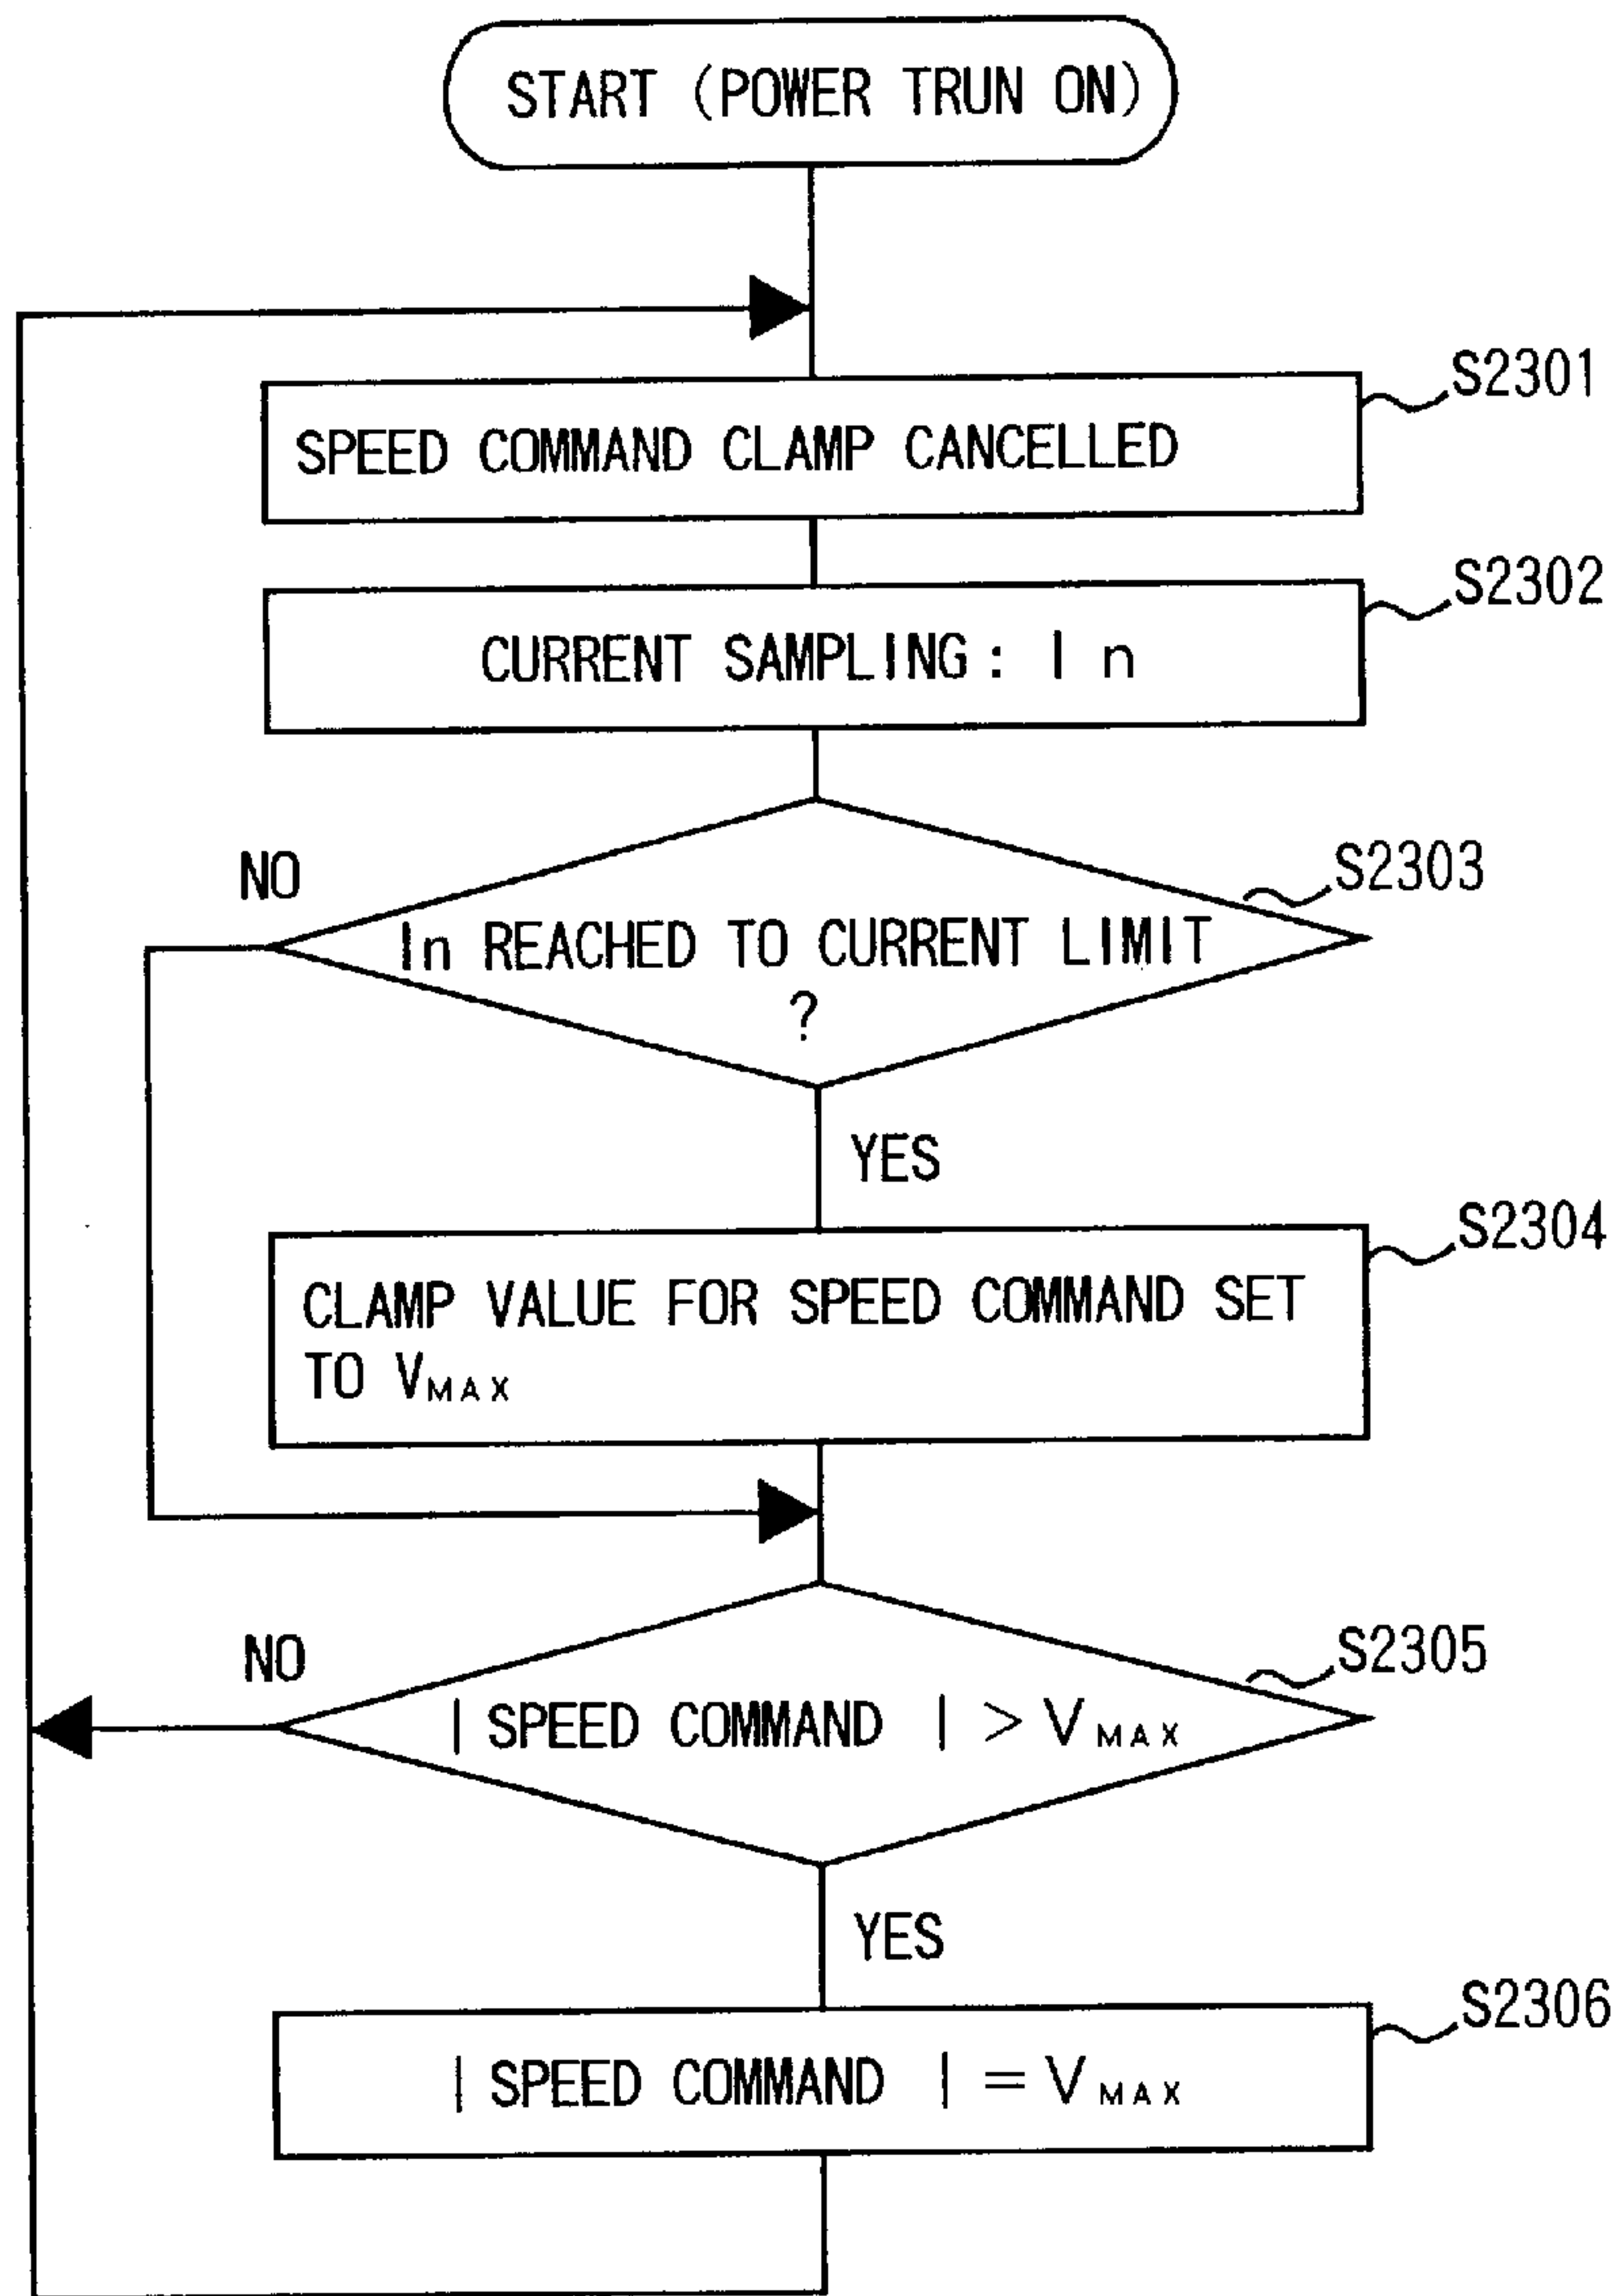 START (POWER TRUN ON)
S2301
SPEED COMMAND CLAMP CANCELLED
S2302
CURRENT SAMPLING: In
S2303
NO
In REACHED TO CURRENT LIMIT
?
YES
S2304
CLAMP VALUE FOR SPEED COMMAND SET
TO VMAX
S2305
NO
| SPEED COMMAND | > VMAX
YES
S2306
| SPEED COMMAND | = VMAX